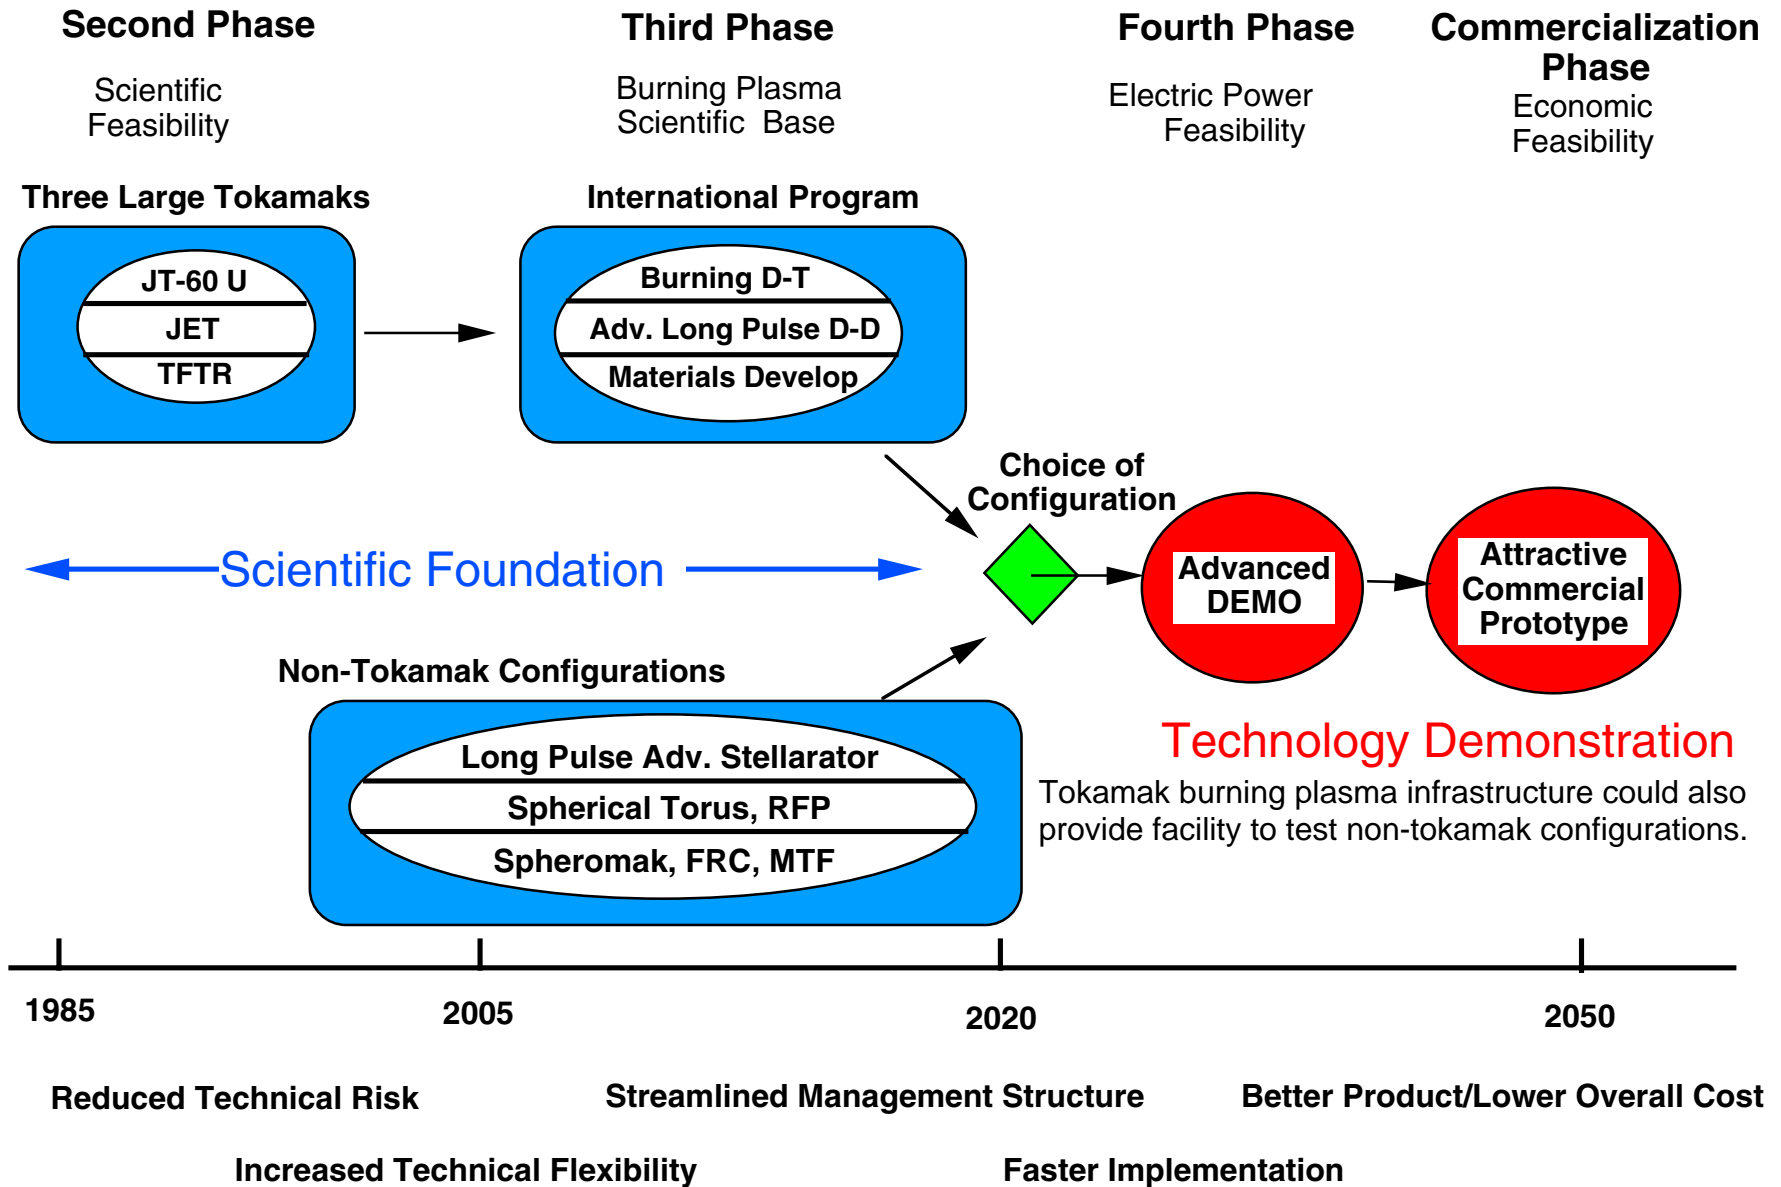 Second Phase
Scientific
Feasibility
Third Phase
Burning Plasma
Scientific Base
Fourth Phase
Electric Power
Feasibility
Commercialization
Phase
Economic
Feasibility
Three Large Tokamaks
JT-60 U
JET
TFTR
International Program
Burning D-T
Adv. Long Pulse D-D
Materials Develop
Choice of
Configuration
Scientific Foundation
Advanced
DEMO
Attractive
Commercial
Prototype
Non-Tokamak Configurations
Long Pulse Adv. Stellarator
Spherical Torus, RFP
Spheromak, FRC, MTF
Technology Demonstration
Tokamak burning plasma infrastructure could also
provide facility to test non-tokamak configurations.
1985
2005
2020
2050
Reduced Technical Risk
Streamlined Management Structure
Better Product/Lower Overall Cost
Increased Technical Flexibility
Faster Implementation